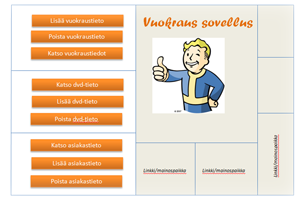 Lisää vuokraustieto
Poista vuokraustieto
Katso vuokraustiedot
Katso dvd-tieto
Lisää dvd-tieto
Poista dvd-tieto
Katso asiakastieto
Lisää asiakastieto
Poista asiakastieto
Vuokraus sovellus
Linkki/mainospaikka
Linkki/mainospaikka
Linkki/mainospaikka